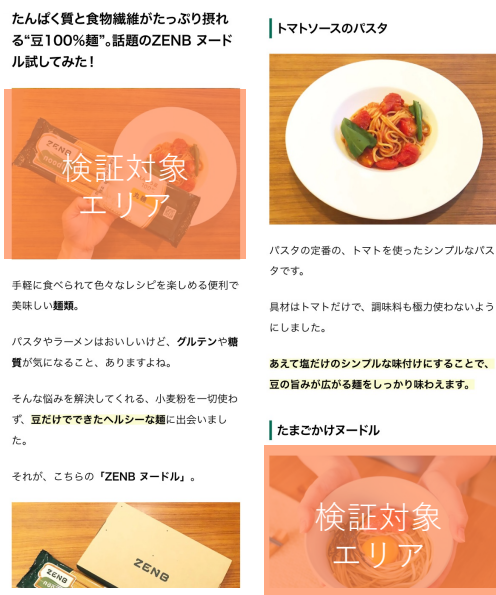 たんぱく質と食物繊維がたっぷり摂れ
る“豆100%麺”。話題のZENB ヌード
ル試してみた！
ZENB
検証対象
エリア
手軽に食べられて色々なレシピを楽しめる便利で
美味しい麺類。
パスタやラーメンはおいしいけど、グルテンや糖
質が気になること、ありますよね。
そんな悩みを解決してくれる、小麦粉を一切使わ
ず、豆だけでできたヘルシーな麺に出会いまし
た。
それが、こちらの「ZENB ヌードル」。
ZENB
ZENB
トマトソースのパスタ
パスタの定番の、トマトを使ったシンプルなパス
タです。
具材はトマトだけで、調味料も極力使わないよう
にしました。
あえて塩だけのシンプルな味付けにすることで、
豆の旨みが広がる麺をしっかり味わえます。
たまごかけヌードル
検証対象
エリア